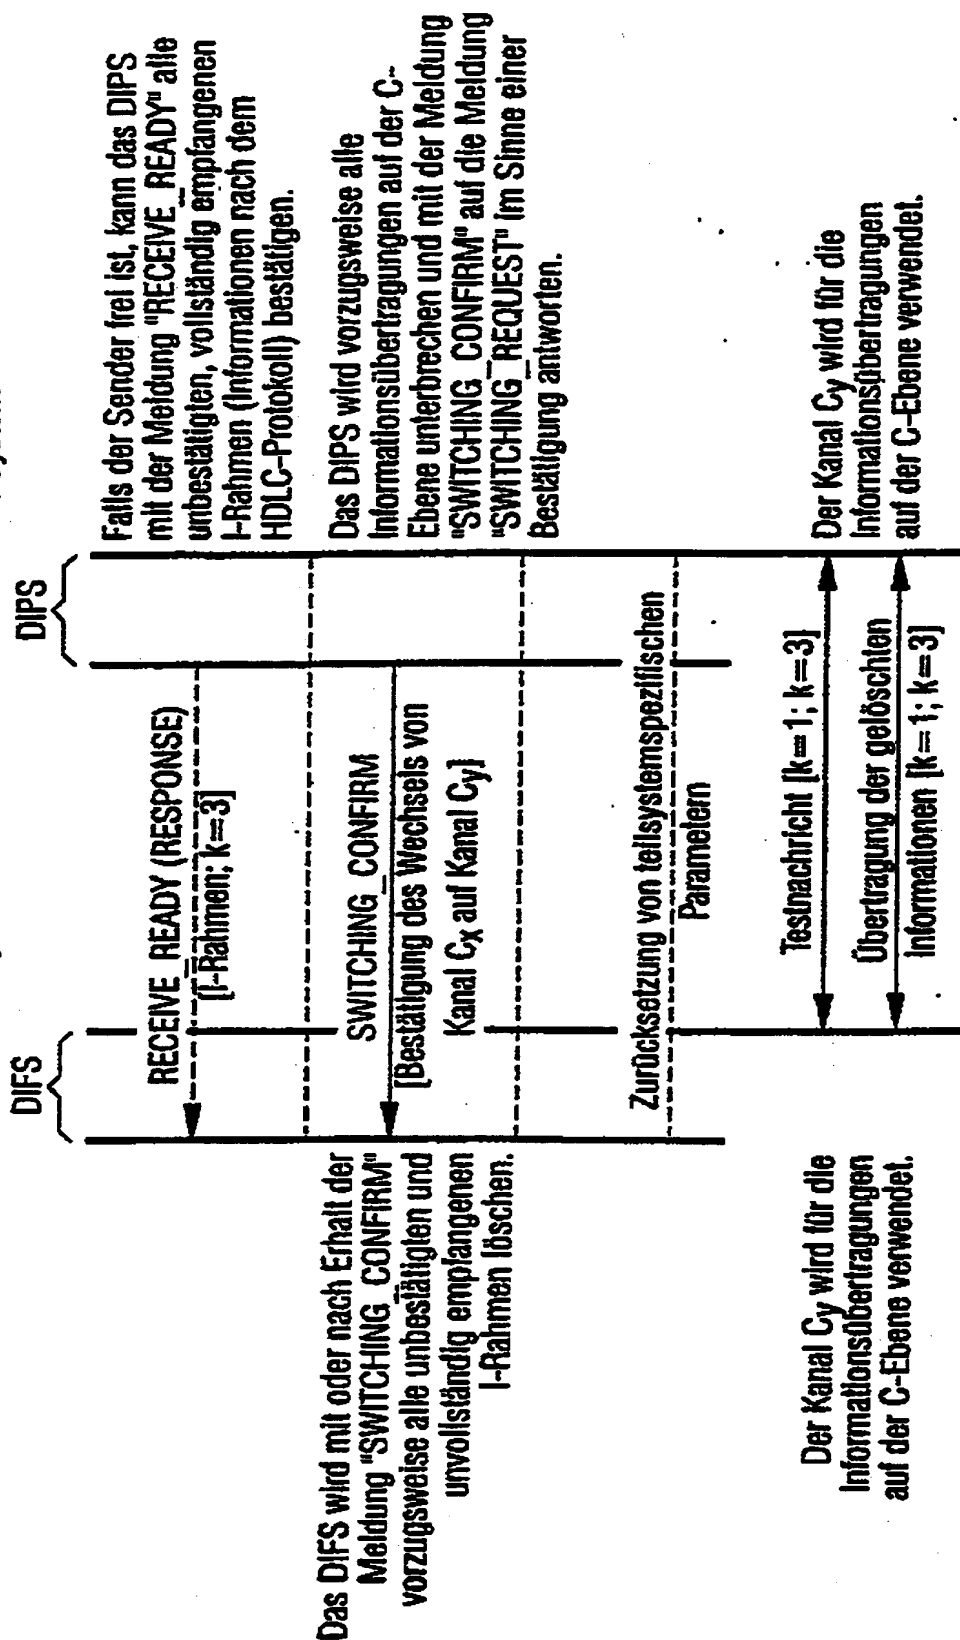 DIFS
DIPS
RECEIVE_READY (RESPONSE)
[I-Rahmen; k=3]
Falls der Sender frei ist, kann das DIPS
mit der Meldung "RECEIVE_READY" alle
unbestätigten, vollständig empfangenen
I-Rahmen (Informationen nach dem
HDLC-Protokoll) bestätigen.
Das DIFS wird mit oder nach Erhalt der
Meldung "SWITCHING_CONFIRM"
vorzugsweise alle unbestätigten und
unvollständig empfangenen
I-Rahmen löschen.
SWITCHING_CONFIRM
[Bestätigung des Wechsels von
Kanal Cx auf Kanal Cy]
Das DIPS wird vorzugsweise alle
Informationsübertragungen auf der C-
Ebene unterbrechen und mit der Meldung
"SWITCHING_CONFIRM" auf die Meldung
"SWITCHING_REQUEST" im Sinne einer
Bestätigung antworten.
Zurücksetzung von teilsystemspezifischen
Parametern
Der Kanal Cy wird für die
Informationsübertragungen
auf der C-Ebene verwendet.
Testnachricht [k=1; k=3]
Übertragung der gelöschten
Informationen [k=1; k=3]
Der Kanal Cy wird für die
Informationsübertragungen
auf der C-Ebene verwendet.